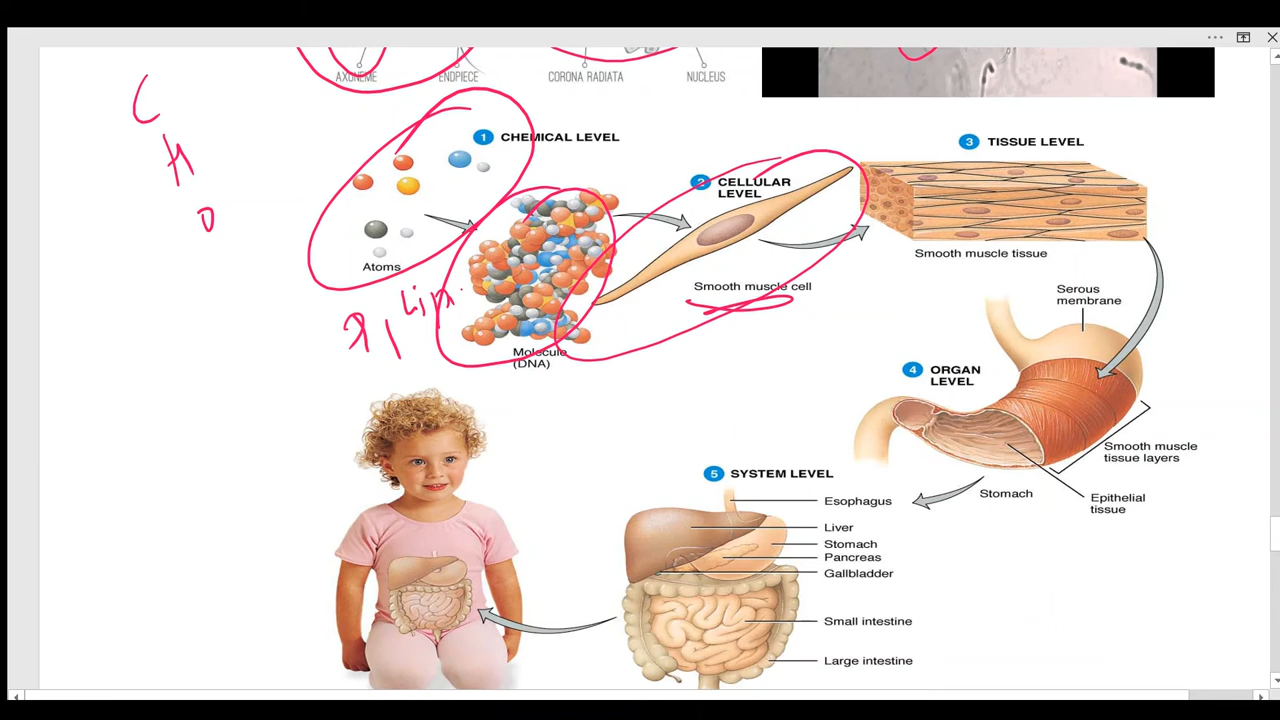 AXONEME
ENDPIECE
CORONA RADIATA
NUCLEUS
C
H
O
1 CHEMICAL LEVEL
Atoms
Lip.
Molecule
(DNA)
2 CELLULAR
LEVEL
Smooth muscle cell
3 TISSUE LEVEL
Smooth muscle tissue
Serous
membrane
4 ORGAN
LEVEL
Smooth muscle
tissue layers
Stomach
Epithelial
tissue
5 SYSTEM LEVEL
Esophagus
Liver
Stomach
Pancreas
Gallbladder
Small intestine
Large intestine